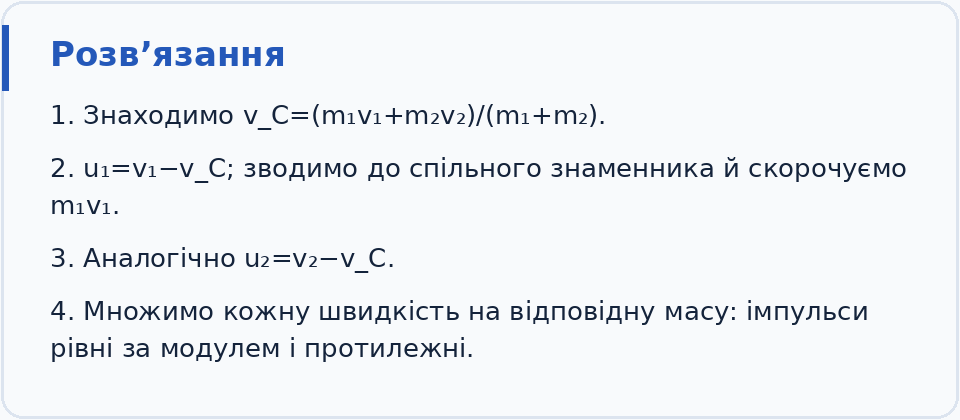 Розв’язання
1. Знаходимо v_C=(m₁v₁+m₂v₂)/(m₁+m₂).
2. u₁=v₁−v_C; зводимо до спільного знаменника й скорочуємо
m₁v₁.
3. Аналогічно u₂=v₂−v_C.
4. Множимо кожну швидкість на відповідну масу: імпульси
рівні за модулем і протилежні.